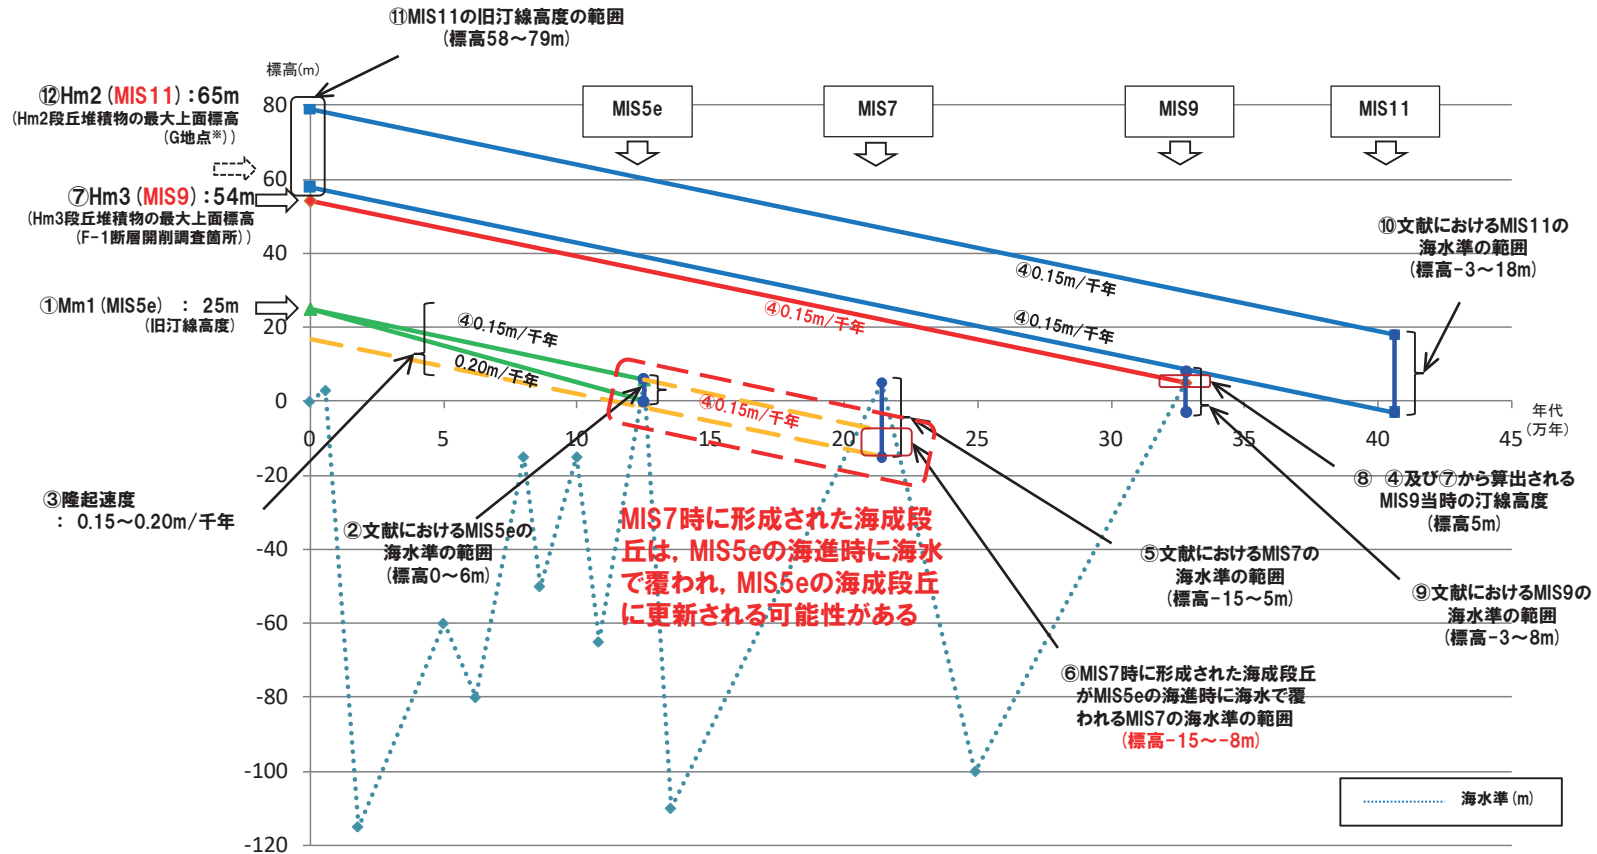 ⑪MIS11の旧汀線高度の範囲
(標高58～79m)
標高(m)
⑫Hm2(MIS11):65m
(Hm2段丘堆積物の最大上面標高
(G地点※))
⑦Hm3(MIS9):54m
(Hm3段丘堆積物の最大上面標高
(F-1断層開削調査箇所))
①Mm1(MIS5e) : 25m
(旧汀線高度)
③隆起速度
: 0.15～0.20m/千年
80
60
40
20
0
-20
-40
-60
-80
-100
-120
MIS5e
MIS7
MIS9
MIS11
⑩文献におけるMIS11の
海水準の範囲
(標高-3～18m)
④0.15m/千年
④0.15m/千年
④0.15m/千年
④0.15m/千年
0.20m/千年
④0.15m/千年
0
5
10
15
20
25
30
35
40
45
年代
(万年)
②文献におけるMIS5eの
海水準の範囲
(標高0～6m)
MIS7時に形成された海成段
丘は，MIS5eの海進時に海水
で覆われ，MIS5eの海成段丘
に更新される可能性がある
⑧ ④及び⑦から算出される
MIS9当時の汀線高度
(標高5m)
⑤文献におけるMIS7の
海水準の範囲
(標高-15～5m)
⑨文献におけるMIS9の
海水準の範囲
(標高-3～8m)
⑥MIS7時に形成された海成段丘
がMIS5eの海進時に海水で覆
われるMIS7の海水準の範囲
(標高-15～-8m)
海水準(m)